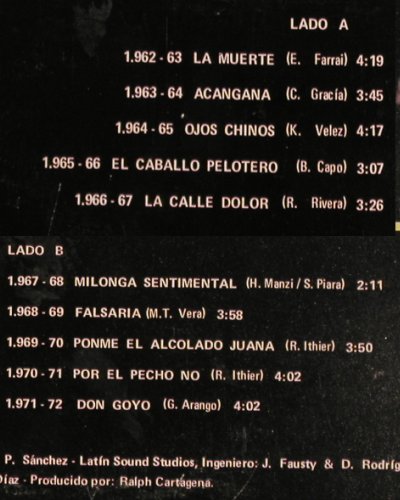 LADO A
1.962-63 LA MUERTE (E. Farrai) 4:19
1.963-64 ACANGANA (C. Gracía) 3:45
1.964-65 OJOS CHINOS (K. Velez) 4:17
1.965-66 EL CABALLO PELOTERO (B. Capo) 3:07
1.966-67 LA CALLE DOLOR (R. Rivera) 3:26
LADO B
1.967-68 MILONGA SENTIMENTAL (H. Manzi/S. Piara) 2:11
1.968-69 FALSARIA (M.T. Vera) 3:58
1.969-70 PONME EL ALCOLADO JUANA (R. Ithier) 3:50
1.970-71 POR EL PECHO NO (R. Ithier) 4:02
1.971-72 DON GOYO (G. Arango) 4:02
P. Sánchez - Latín Sound Studios, Ingeniero: J. Fausty & D. Rodríg
Díaz - Producido por: Ralph Cartagena.